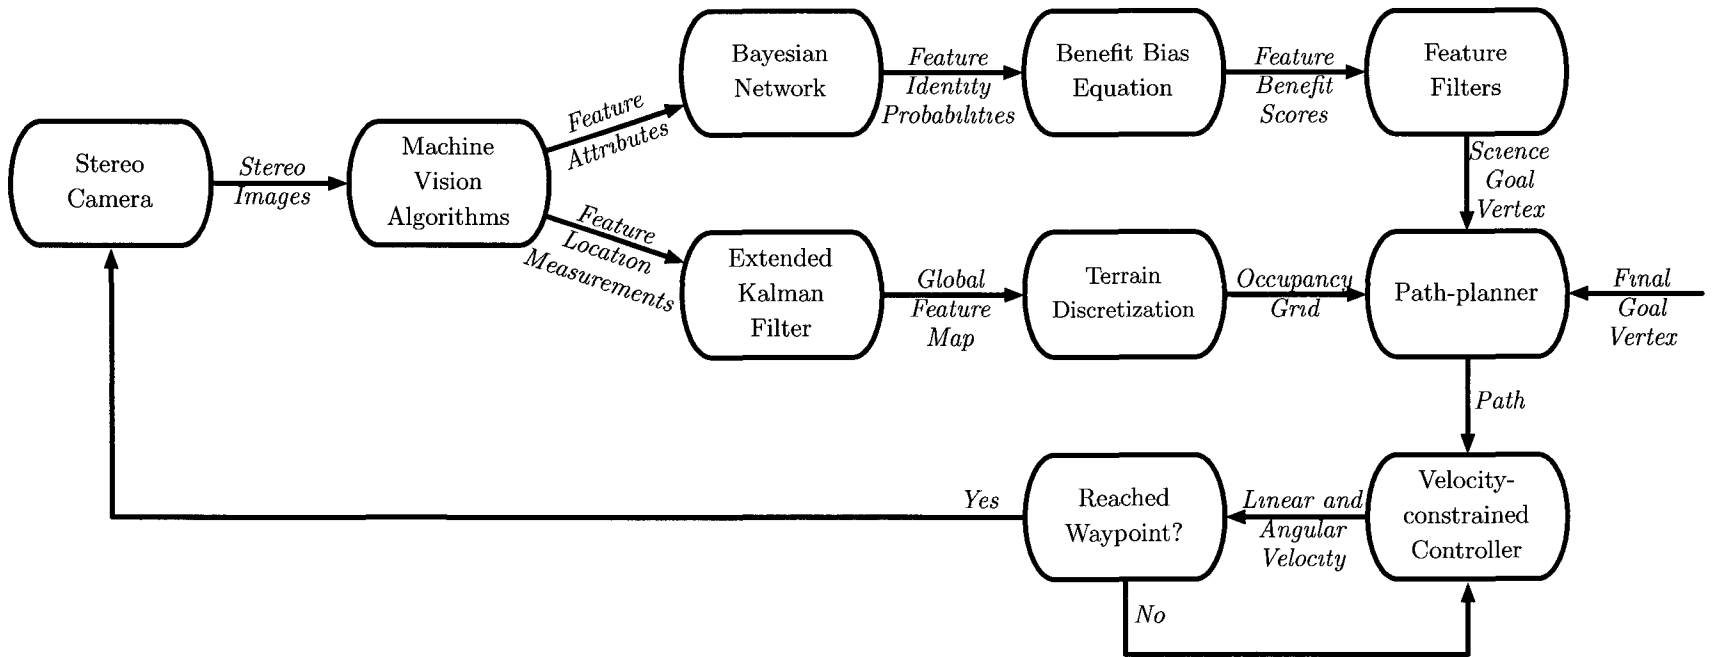 Bayesian
Network
Feature
Identity
Probabilities
Benefit Bias
Equation
Feature
Benefit
Scores
Feature
Filters
Stereo
Camera
Stereo
Images
Machine
Vision
Algorithms
Feature
Attributes
Feature
Location
Measurements
Science
Goal
Vertex
Extended
Kalman
Filter
Global
Feature
Map
Terrain
Discretization
Occupancy
Grid
Path-planner
Final
Goal
Vertex
Path
Yes
Reached
Waypoint?
Linear and
Angular
Velocity
Velocity-
constrained
Controller
No